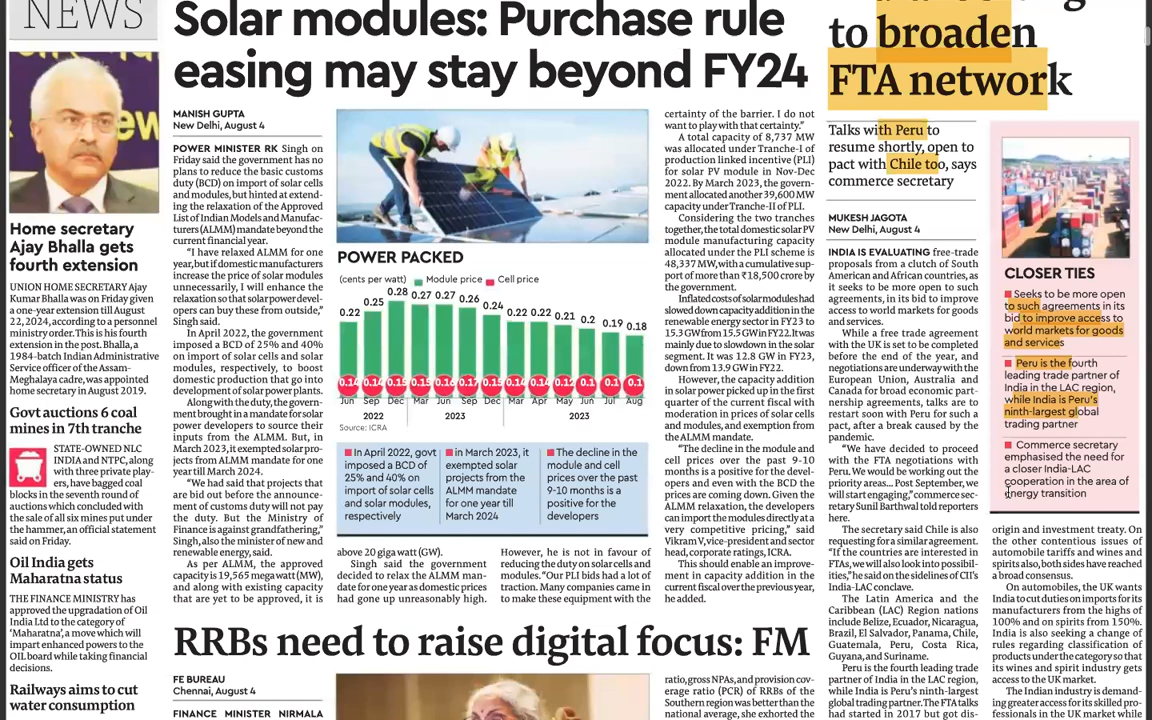 NEWS
Home secretary
Ajay Bhalla gets
fourth extension
UNION HOME SECRETARY Ajay
Kumar Bhalla was on Friday given
a one-year extension till August
22, 2024, according to a personnel
ministry order. This is his fourth
extension in the post. Bhalla, a
1984-batch Indian Administrative
Service officer of the Assam-
Meghalaya cadre, was appointed
home secretary in August 2019.
Govt auctions 6 coal
mines in 7th tranche
STATE-OWNED NLC
INDIA and NTPC, along
with three private play-
ers, have bagged coal
blocks in the seventh round of
auctions which concluded with
the sale of all six mines put under
the hammer, an official statement
said on Friday.
Oil India gets
Maharatna status
THE FINANCE MINISTRY has
approved the upgradation of Oil
India Ltd to the category of
'Maharatna', a move which will
impart enhanced powers to the
OIL board while taking financial
decisions.
Railways aims to cut
water consumption
Solar modules: Purchase rule
easing may stay beyond FY24
MANISH GUPTA
New Delhi, August 4
POWER MINISTER RK Singh on
Friday said the government has no
plans to reduce the basic customs
duty (BCD) on import of solar cells
and modules, but hinted at extend-
ing the relaxation of the Approved
List of Indian Models and Manufac-
turers (ALMM) mandate beyond the
current financial year.
"I have relaxed ALMM for one
year, but if domestic manufacturers
increase the price of solar modules
unnecessarily, I will enhance the
relaxation so that solar power devel-
opers can buy these from outside,"
Singh said.
In April 2022, the government
imposed a BCD of 25% and 40%
on import of solar cells and solar
modules, respectively, to boost
domestic production that go into
development of solar power plants.
Along with the duty, the govern-
ment brought in a mandate for solar
power developers to source their
inputs from the ALMM. But, in
March 2023, it exempted solar pro-
jects from ALMM mandate for one
year till March 2024.
"We had said that projects that
are bid out before the announce-
ment of customs duty will not pay
the duty. But the Ministry of
Finance is against grandfathering,"
Singh, also the minister of new and
renewable energy, said.
As per ALMM, the approved
capacity is 19,565 mega watt (MW),
and along with existing capacity
that are yet to be approved, it is
POWER PACKED
(cents per watt) Module price Cell price
0.22 0.25 0.28 0.27 0.27 0.26 0.24 0.22 0.22 0.21 0.2 0.19 0.18
0.14 0.14 0.15 0.15 0.16 0.17 0.15 0.14 0.14 0.12 0.1 0.1 0.1
Jun Sep Dec Mar Jun Sep Dec Mar Apr May Jun Jul Aug
2022 2023 2023
Source: ICRA
In April 2022, govt
imposed a BCD of
25% and 40% on
import of solar cells
and solar modules,
respectively
in March 2023, it
exempted solar
projects from the
ALMM mandate
for one year till
March 2024
The decline in the
module and cell
prices over the past
9-10 months is a
positive for the
developers
above 20 giga watt (GW).
Singh said the government
decided to relax the ALMM man-
date for one year as domestic prices
had gone up unreasonably high.
However, he is not in favour of
reducing the duty on solar cells and
modules. "Our PLI bids had a lot of
traction. Many companies came in
to make these equipment with the
certainty of the barrier. I do not
want to play with that certainty."
A total capacity of 8,737 MW
was allocated under Tranche-I of
production linked incentive (PLI)
for solar PV module in Nov-Dec
2022. By March 2023, the govern-
ment allocated another 39,600 MW
capacity under Tranche-II of PLI.
Considering the two tranches
together, the total domestic solar PV
module manufacturing capacity
allocated under the PLI scheme is
48,337 MW, with a cumulative sup-
port of more than ₹18,500 crore by
the government.
Inflated costs of solar modules had
slowed down capacity addition in the
renewable energy sector in FY23 to
15.3 GW from 15.5 GW in FY22. It was
mainly due to slowdown in the solar
segment. It was 12.8 GW in FY23,
down from 13.9 GW in FY22.
However, the capacity addition
in solar power picked up in the first
quarter of the current fiscal with
moderation in prices of solar cells
and modules, and exemption from
the ALMM mandate.
"The decline in the module and
cell prices over the past 9-10
months is a positive for the devel-
opers and even with the BCD the
prices are coming down. Given the
ALMM relaxation, the developers
can import the modules directly at a
very competitive pricing," said
Vikram V, vice-president and sector
head, corporate ratings, ICRA.
This should enable an improve-
ment in capacity addition in the
current fiscal over the previous year,
he added.
RRBs need to raise digital focus: FM
FE BUREAU
Chennai, August 4
FINANCE MINISTER NIRMALA
ratio, gross NPAs, and provision cov-
erage ratio (PCR) of RRBs of the
Southern region was better than the
national average, she exhorted the
to broaden
FTA network
Talks with Peru to
resume shortly, open to
pact with Chile too, says
commerce secretary
MUKESH JAGOTA
New Delhi, August 4
INDIA IS EVALUATING free-trade
proposals from a clutch of South
American and African countries, as
it seeks to be more open to such
agreements, in its bid to improve
access to world markets for goods
and services.
While a free trade agreement
with the UK is set to be completed
before the end of the year, and
negotiations are underway with the
European Union, Australia and
Canada for broad economic part-
nership agreements, talks are to
restart soon with Peru for such a
pact, after a break caused by the
pandemic.
"We have decided to proceed
with the FTA negotiations with
Peru. We would be working out the
priority areas... Post September, we
will start engaging," commerce sec-
retary Sunil Barthwal told reporters
here.
The secretary said Chile is also
requesting for a similar agreement.
"If the countries are interested in
FTAs, we will also look into possibil-
ities," he said on the sidelines of CII's
India-LAC conclave.
The Latin America and the
Caribbean (LAC) Region nations
include Belize, Ecuador, Nicaragua,
Brazil, El Salvador, Panama, Chile,
Guatemala, Peru, Costa Rica,
Guyana, and Suriname.
Peru is the fourth leading trade
partner of India in the LAC region,
while India is Peru's ninth-largest
global trading partner. The FTA talks
had started in 2017 but got dis-
CLOSER TIES
Seeks to be more open
to such agreements in its
bid to improve access to
world markets for goods
and services
Peru is the fourth
leading trade partner of
India in the LAC region,
while India is Peru's
ninth-largest global
trading partner
Commerce secretary
emphasised the need for
a closer India-LAC
cooperation in the area of
energy transition
origin and investment treaty. On
the other contentious issues of
automobile tariffs and wines and
spirits also, both sides have reached
a broad consensus.
On automobiles, the UK wants
India to cut duties on imports for its
manufacturers from the highs of
100% and on spirits from 150%.
India is also seeking a change of
rules regarding classification of
products under the category so that
its wines and spirit industry gets
access to the UK market.
The Indian industry is demand-
ing greater access for its skilled pro-
fessionals in the UK market while